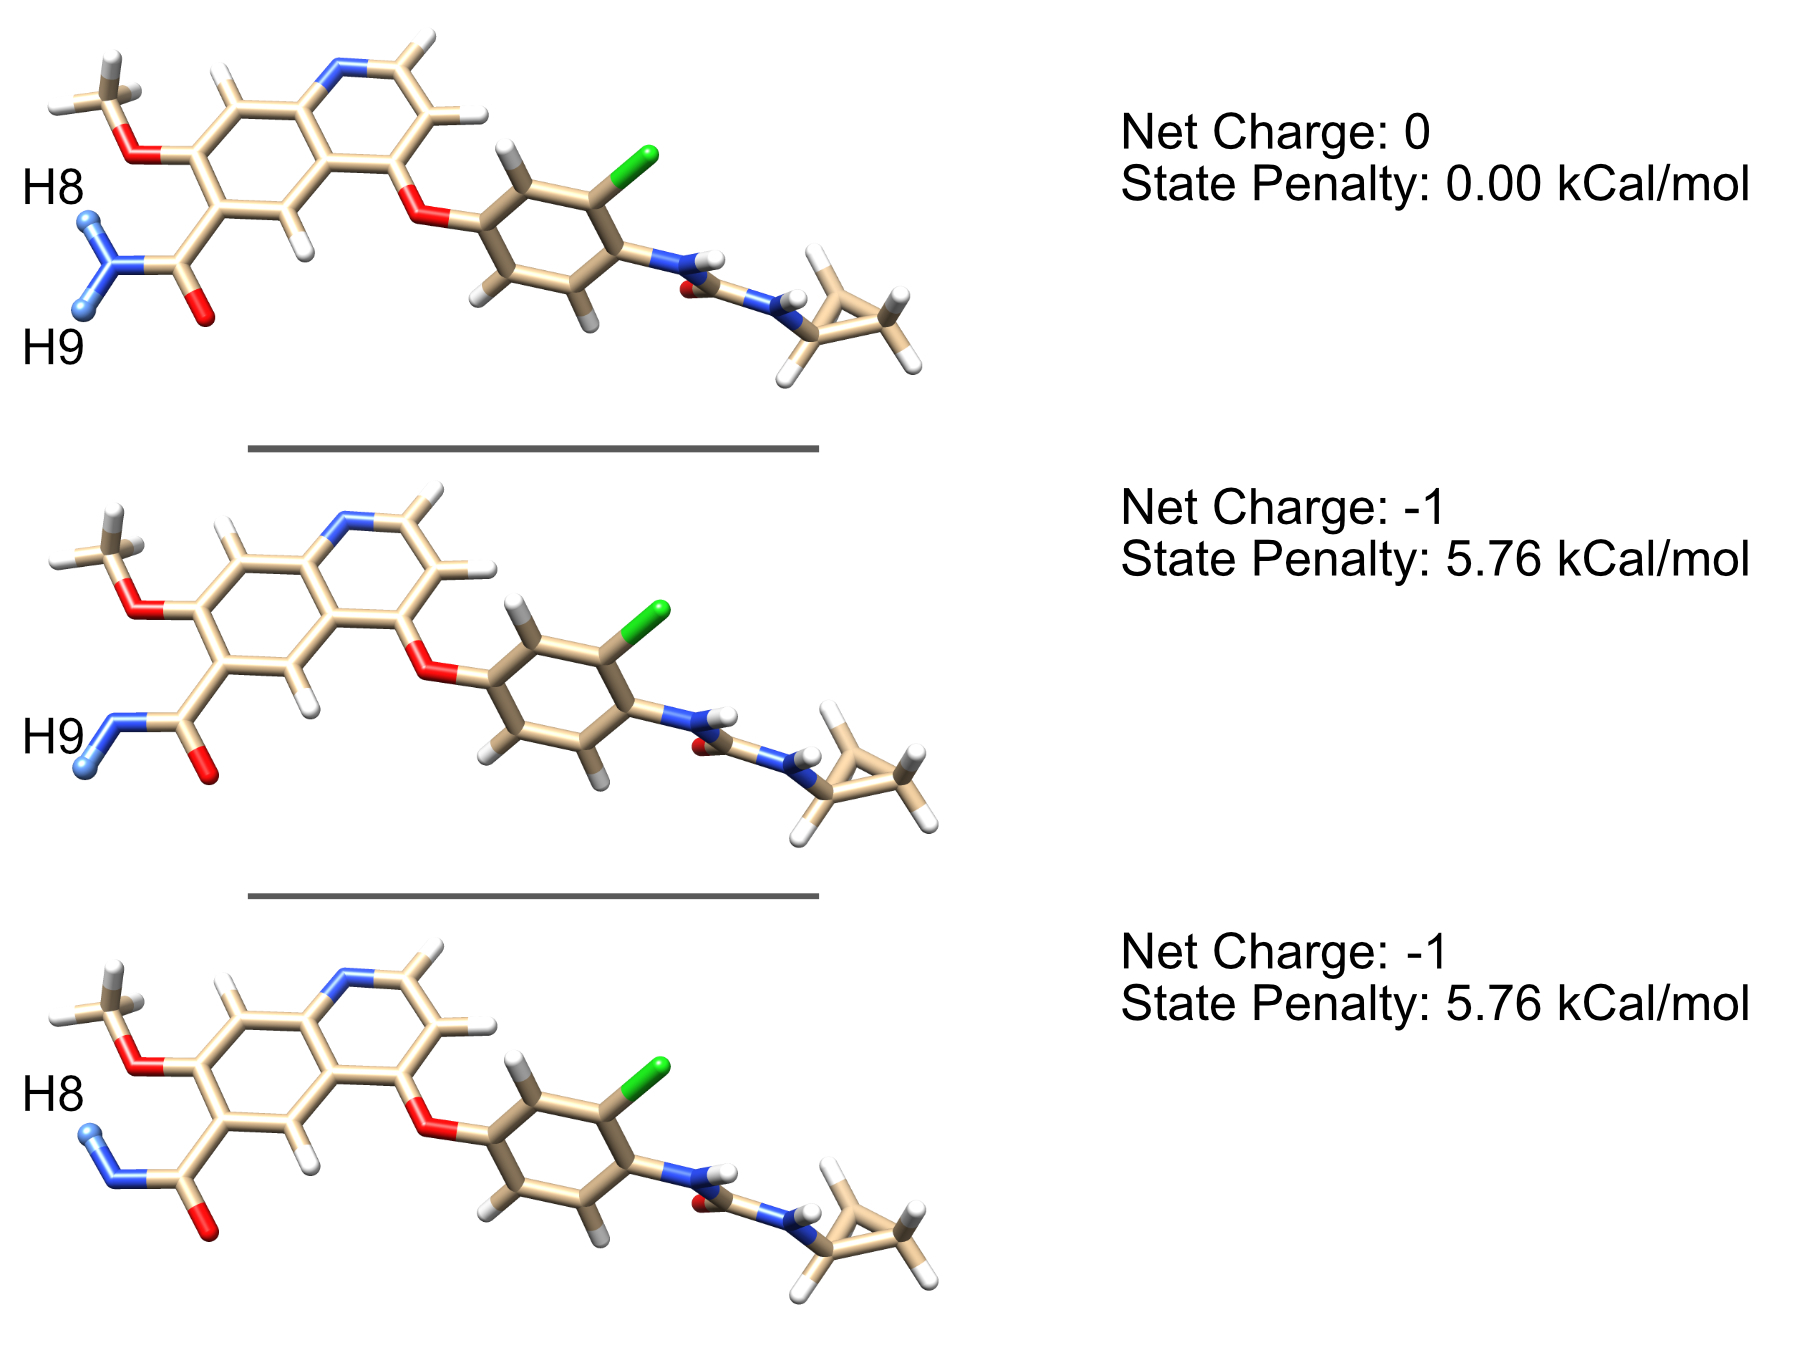 H8
H9
Net Charge: 0
State Penalty: 0.00 kCal/mol
H9
Net Charge: -1
State Penalty: 5.76 kCal/mol
H8
Net Charge: -1
State Penalty: 5.76 kCal/mol